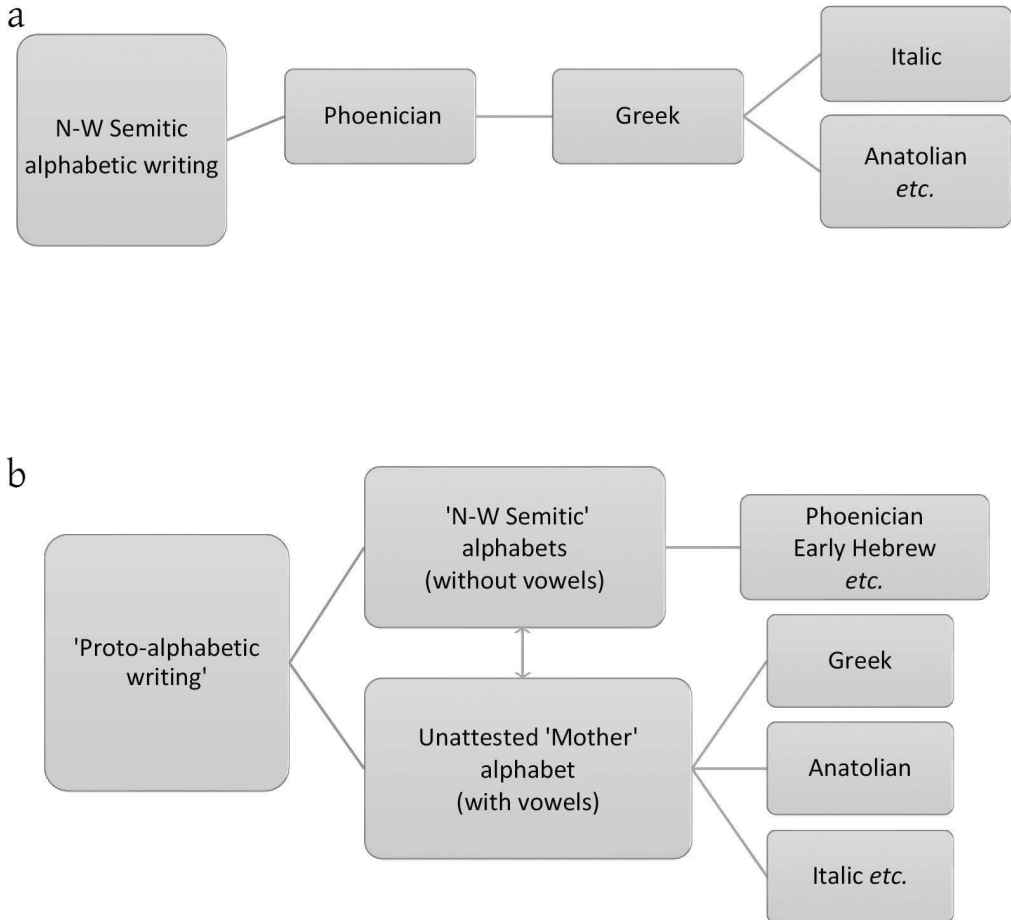 a
N-W Semitic
alphabetic writing
Phoenician
Greek
Italic
Anatolian
etc.
b
'Proto-alphabetic
writing'
'N-W Semitic'
alphabets
(without vowels)
Phoenician
Early Hebrew
etc.
Unattested 'Mother'
alphabet
(with vowels)
Greek
Anatolian
Italic etc.